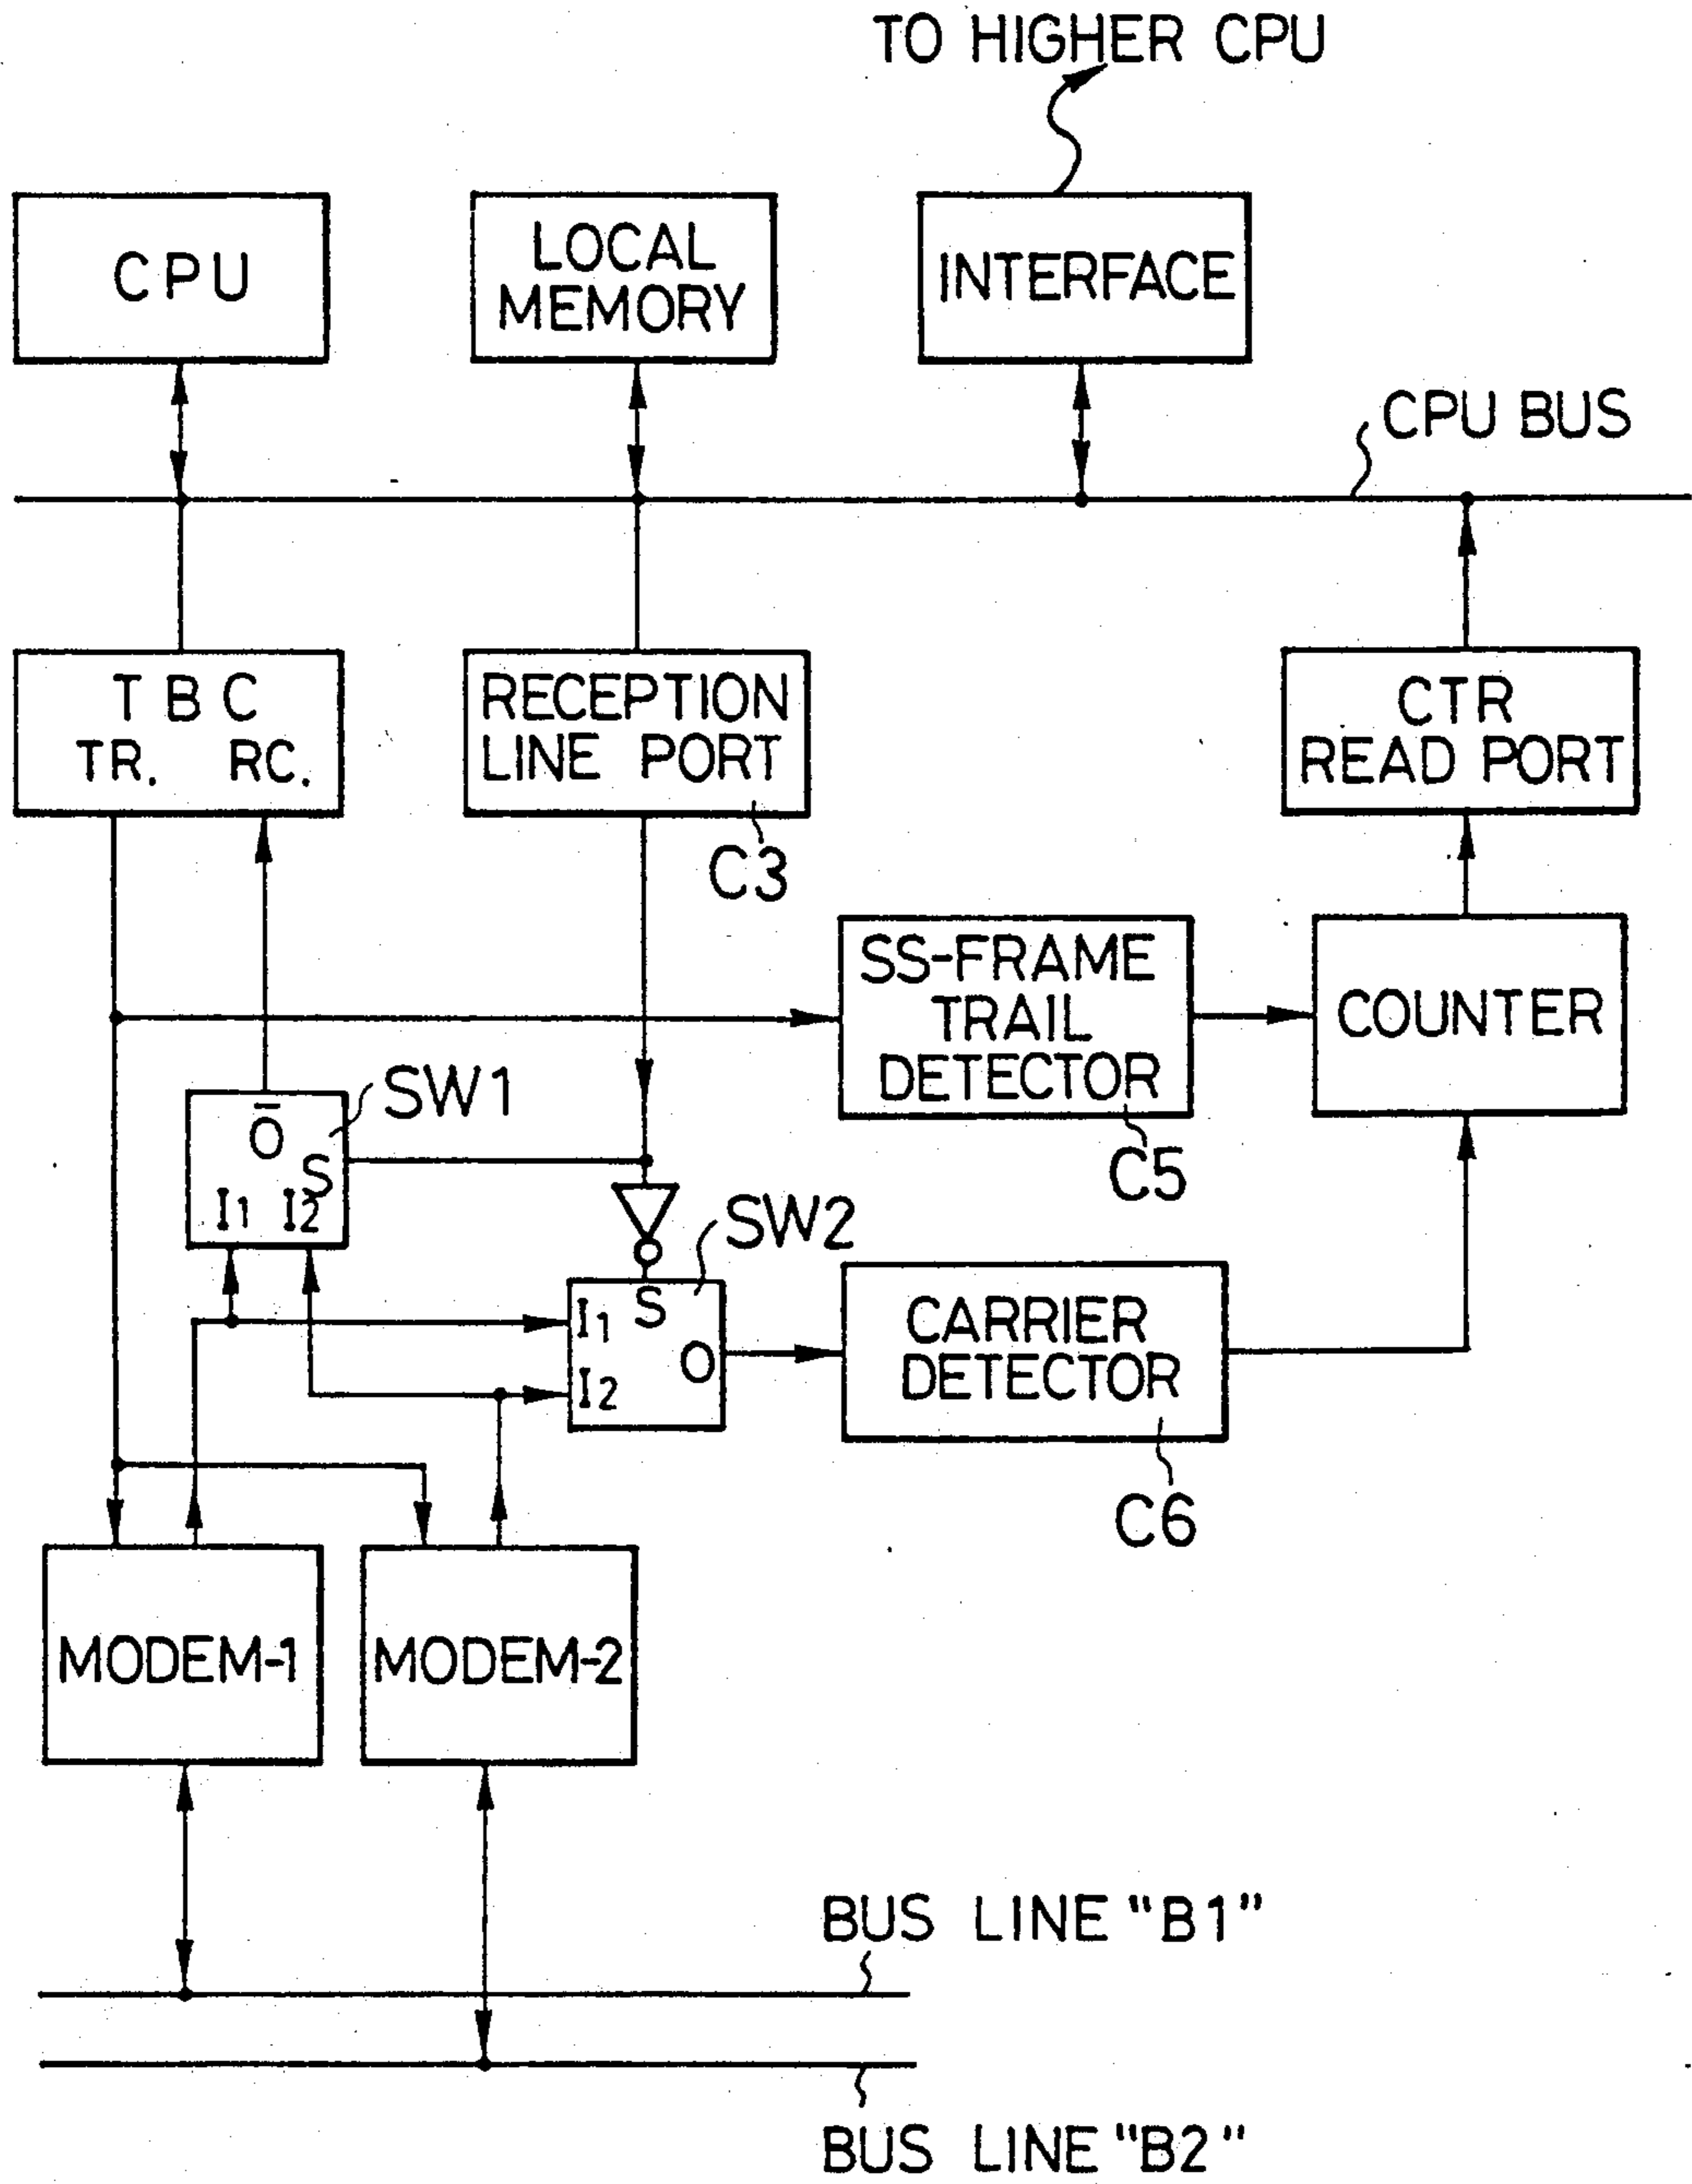 TO HIGHER CPU
CPU
LOCAL
MEMORY
INTERFACE
CPU BUS
TBC
TR. RC.
RECEPTION
LINE PORT
CTR
READ PORT
C3
SS-FRAME
TRAIL
DETECTOR
COUNTER
SW1
O̅
S
I1 I2
C5
SW2
S
I1
O
I2
CARRIER
DETECTOR
C6
MODEM-1
MODEM-2
BUS LINE "B1"
BUS LINE "B2"